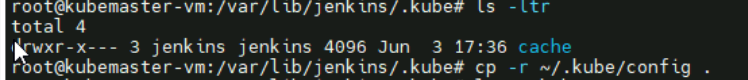 root@kubemaster-vm:/var/lib/jenkins/.kube# ls -ltr
total 4
drwxr-x--- 3 jenkins jenkins 4096 Jun  3 17:36 cache
root@kubemaster-vm:/var/lib/jenkins/.kube# cp -r ~/.kube/config .